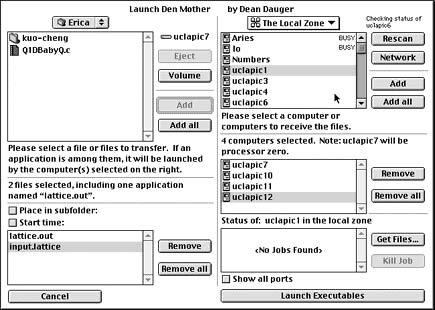 Launch Den Mother by Dean Dauger
Erica
kuo-cheng
Q1DBabyQ.c
uclapic7
Eject
Volume
Add
Add all
Please select a file or files to transfer. If an
application is among them, it will be launched
by the computer(s) selected on the right.
2 files selected, including one application
named "lattice.out".
Place in subfolder:
Start time:
lattice.out
input.lattice
Remove
Remove all
Cancel
The Local Zone
Checking status of
uclapic6
Aries BUSY
Io BUSY
Numbers
uclapic1
uclapic3
uclapic4
uclapic6
Rescan
Network
Add
Add all
Please select a computer or
computers to receive the files.
4 computers selected. Note: uclapic7 will be
processor zero.
uclapic7
uclapic10
uclapic11
uclapic12
Remove
Remove all
Status of: uclapic1 in the local zone
<No Jobs Found>
Get Files...
Kill Job
Show all ports
Launch Executables